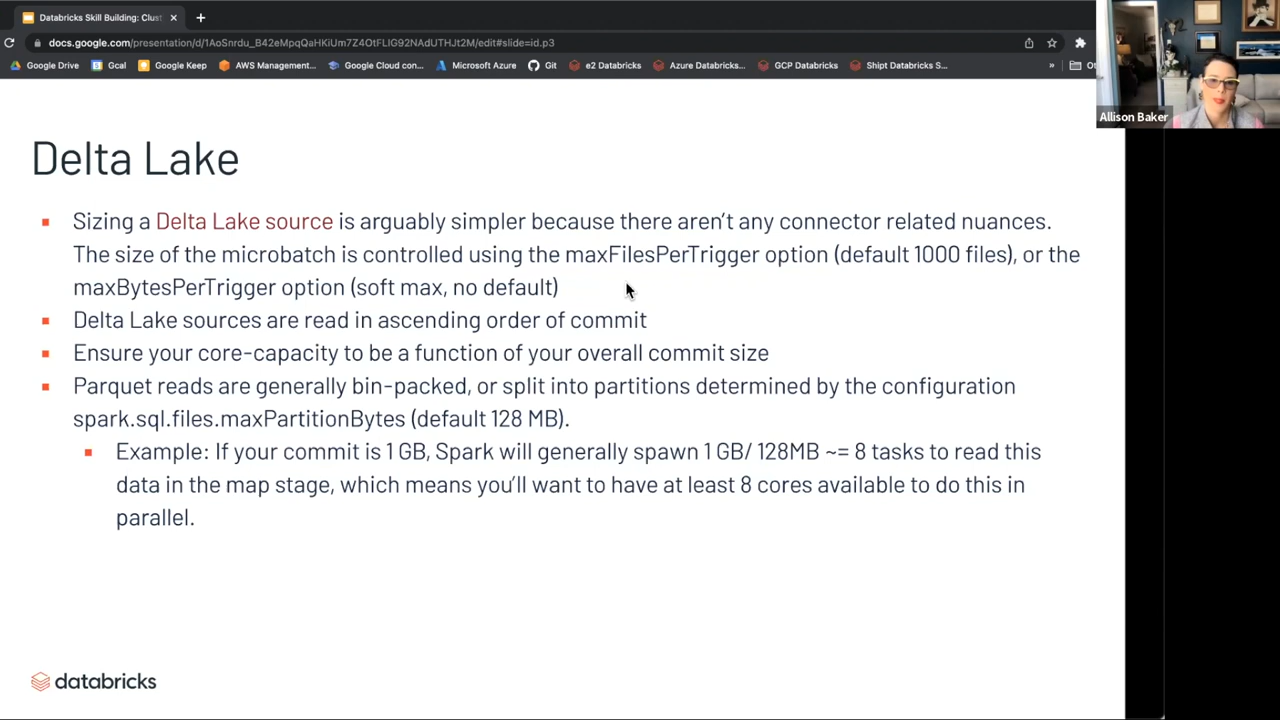 Databricks Skill Building: Clust
docs.google.com/presentation/d/1AoSnrdu_B42eMpqQaHKiUm7Z4OtFLIG92NAdUTHJt2M/edit#slide=id.p3
Google Drive Gcal Google Keep AWS Management... Google Cloud con... Microsoft Azure Git e2 Databricks Azure Databricks... GCP Databricks Shipt Databricks S... » Ot
Allison Baker
Delta Lake
Sizing a Delta Lake source is arguably simpler because there aren't any connector related nuances.
The size of the microbatch is controlled using the maxFilesPerTrigger option (default 1000 files), or the
maxBytesPerTrigger option (soft max, no default)
Delta Lake sources are read in ascending order of commit
Ensure your core-capacity to be a function of your overall commit size
Parquet reads are generally bin-packed, or split into partitions determined by the configuration
spark.sql.files.maxPartitionBytes (default 128 MB).
Example: If your commit is 1 GB, Spark will generally spawn 1 GB/ 128MB ~= 8 tasks to read this
data in the map stage, which means you'll want to have at least 8 cores available to do this in
parallel.
databricks